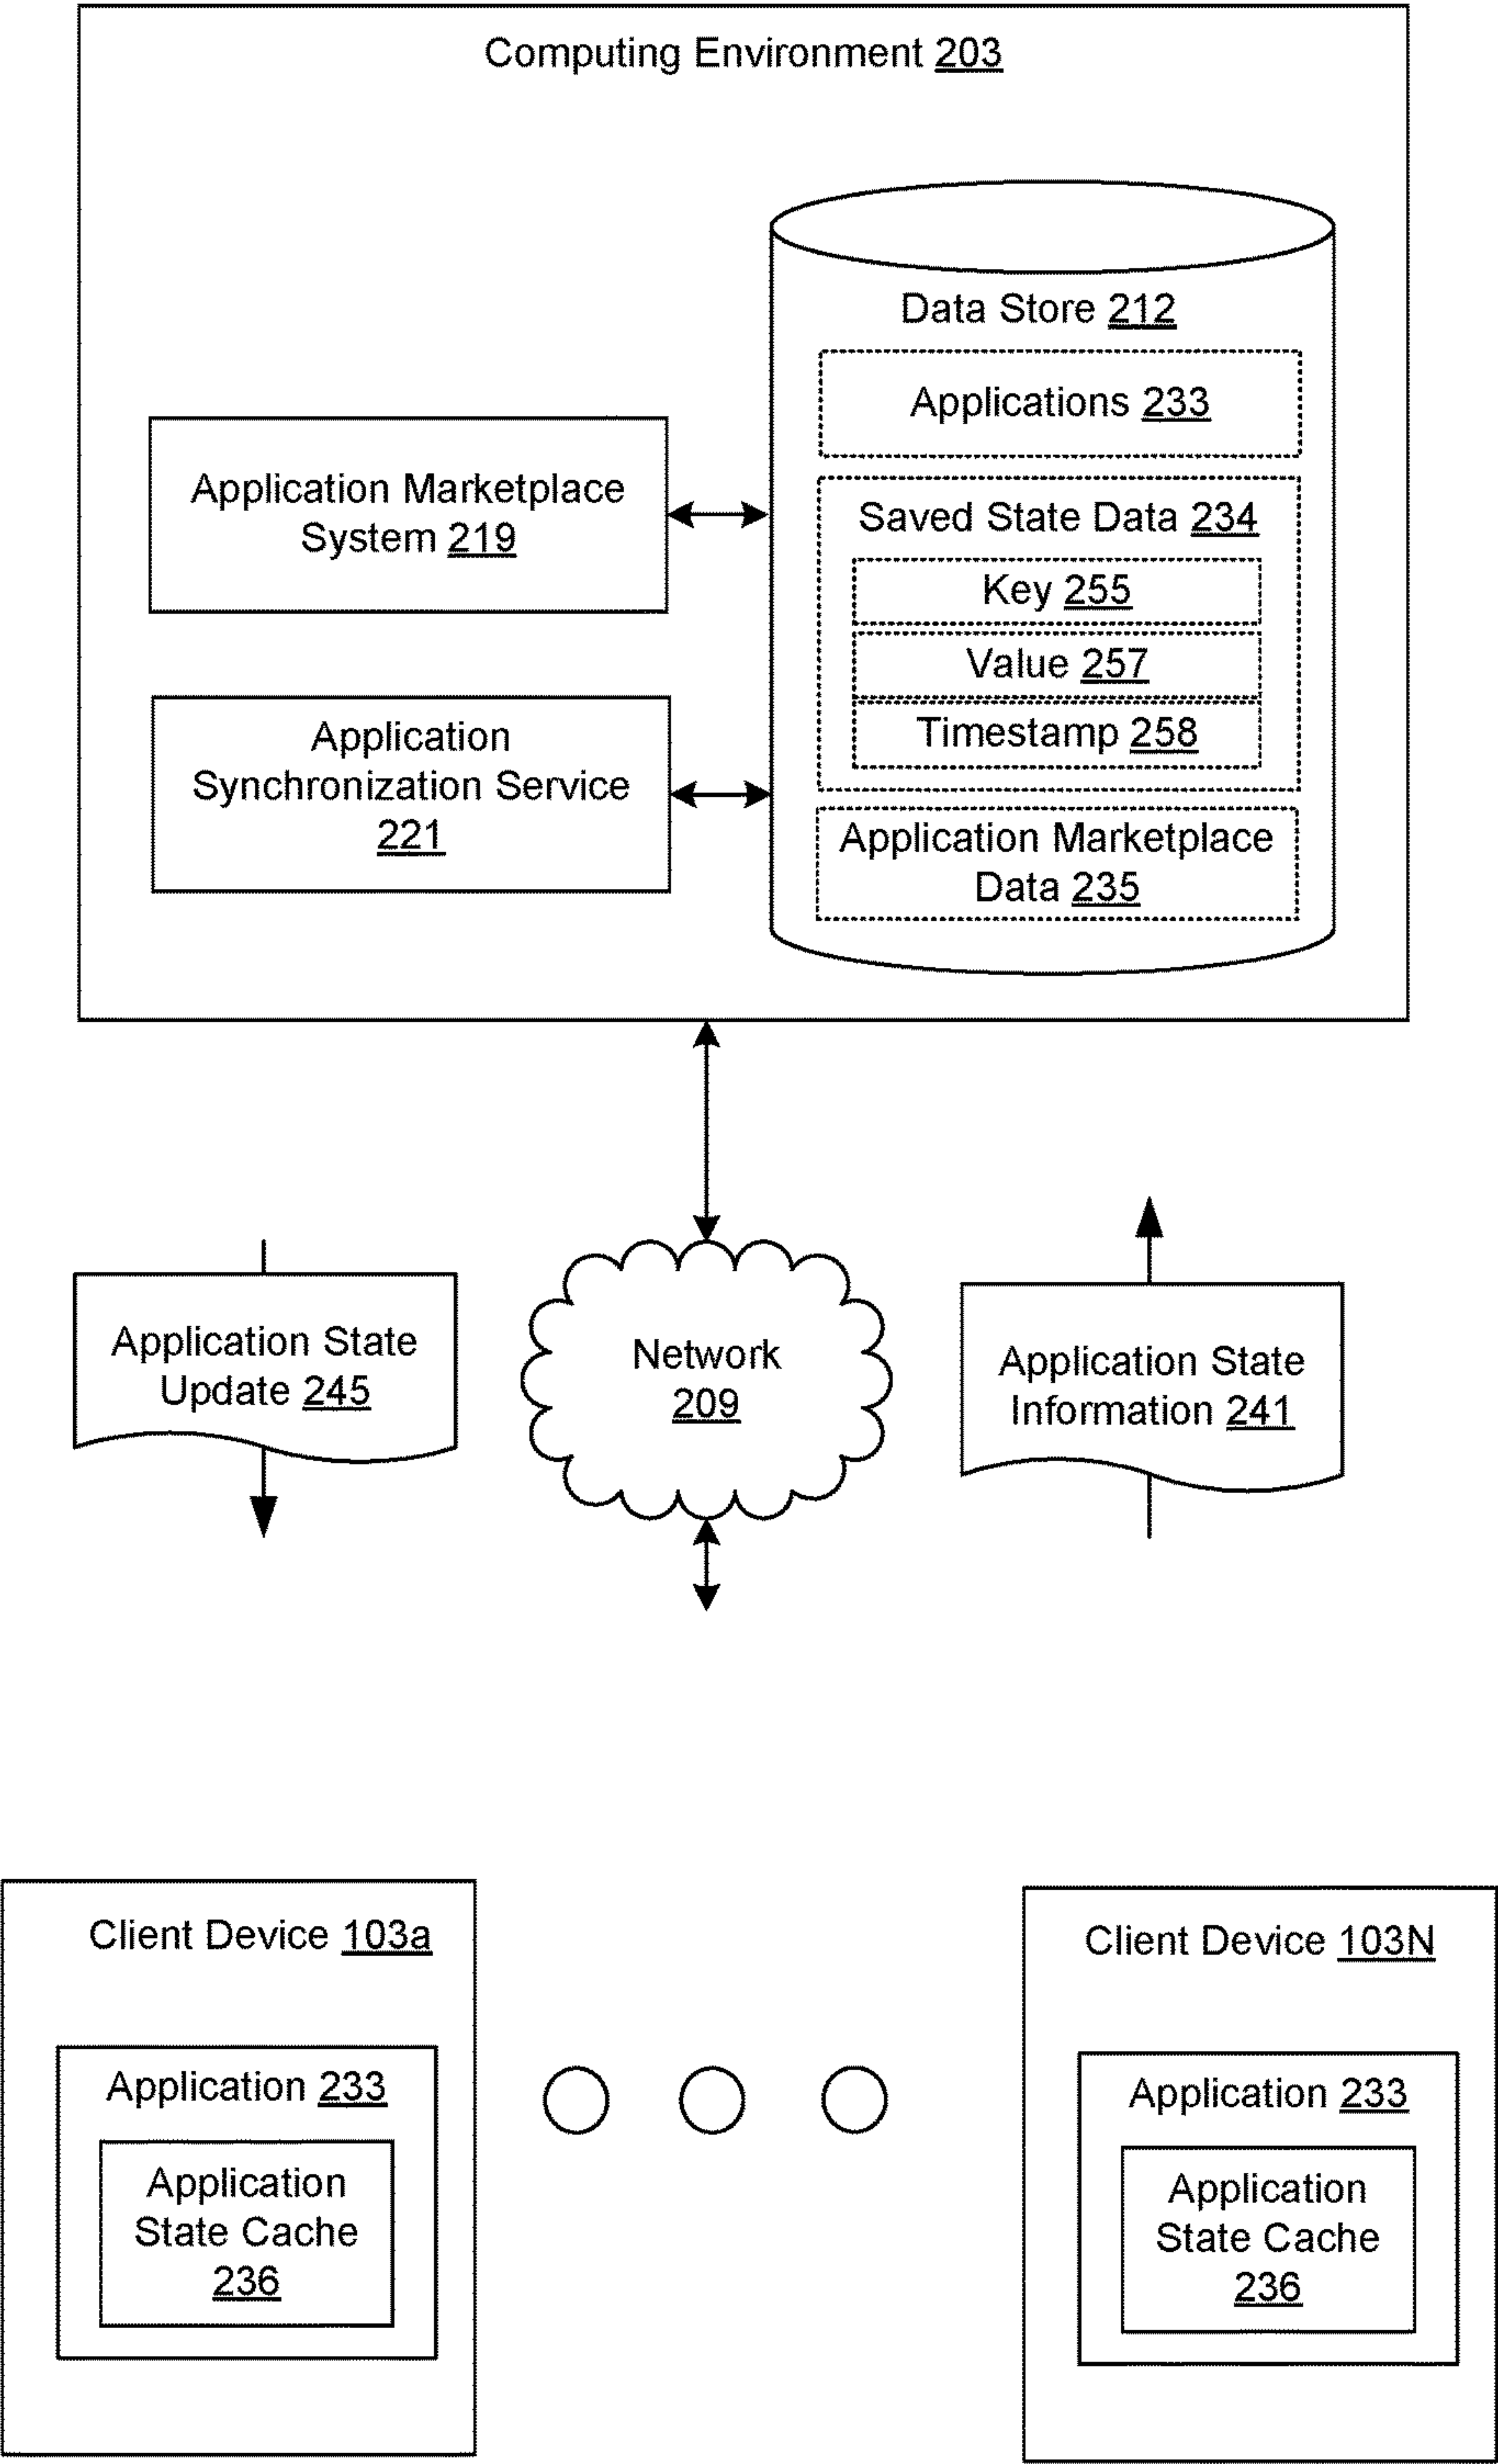 Computing Environment 203
Data Store 212
Applications 233
Application Marketplace
System 219
Saved State Data 234
Key 255
Value 257
Timestamp 258
Application
Synchronization Service
221
Application Marketplace
Data 235
Application State
Update 245
Network
209
Application State
Information 241
Client Device 103a
Application 233
Application
State Cache
236
Client Device 103N
Application 233
Application
State Cache
236